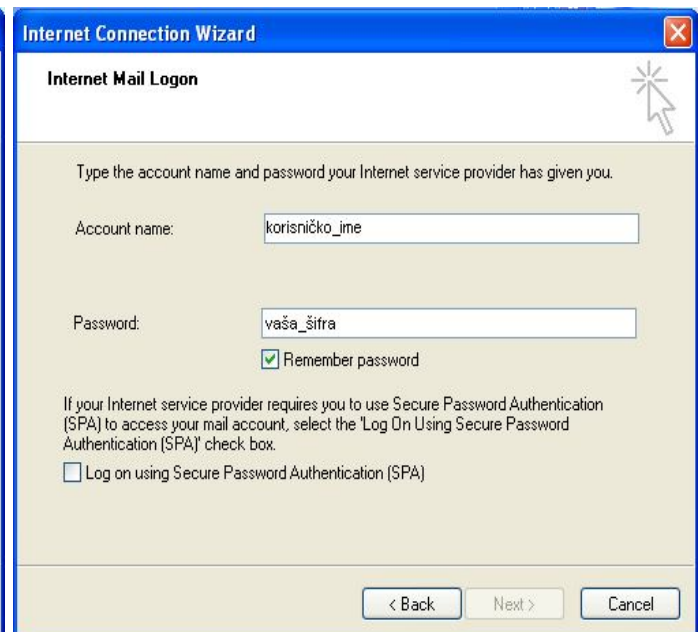 Internet Connection Wizard
Internet Mail Logon
Type the account name and password your Internet service provider has given you.
Account name:
korisničko_ime
Password:
vaša_šifra
Remember password
If your Internet service provider requires you to use Secure Password Authentication
(SPA) to access your mail account, select the 'Log On Using Secure Password
Authentication (SPA)' check box.
Log on using Secure Password Authentication (SPA)
< Back
Next >
Cancel